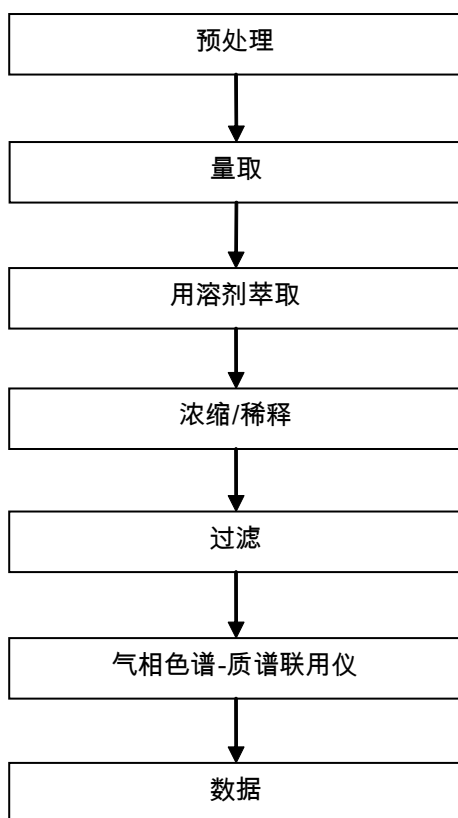 预处理
量取
用溶剂萃取
浓缩/稀释
过滤
气相色谱-质谱联用仪
数据